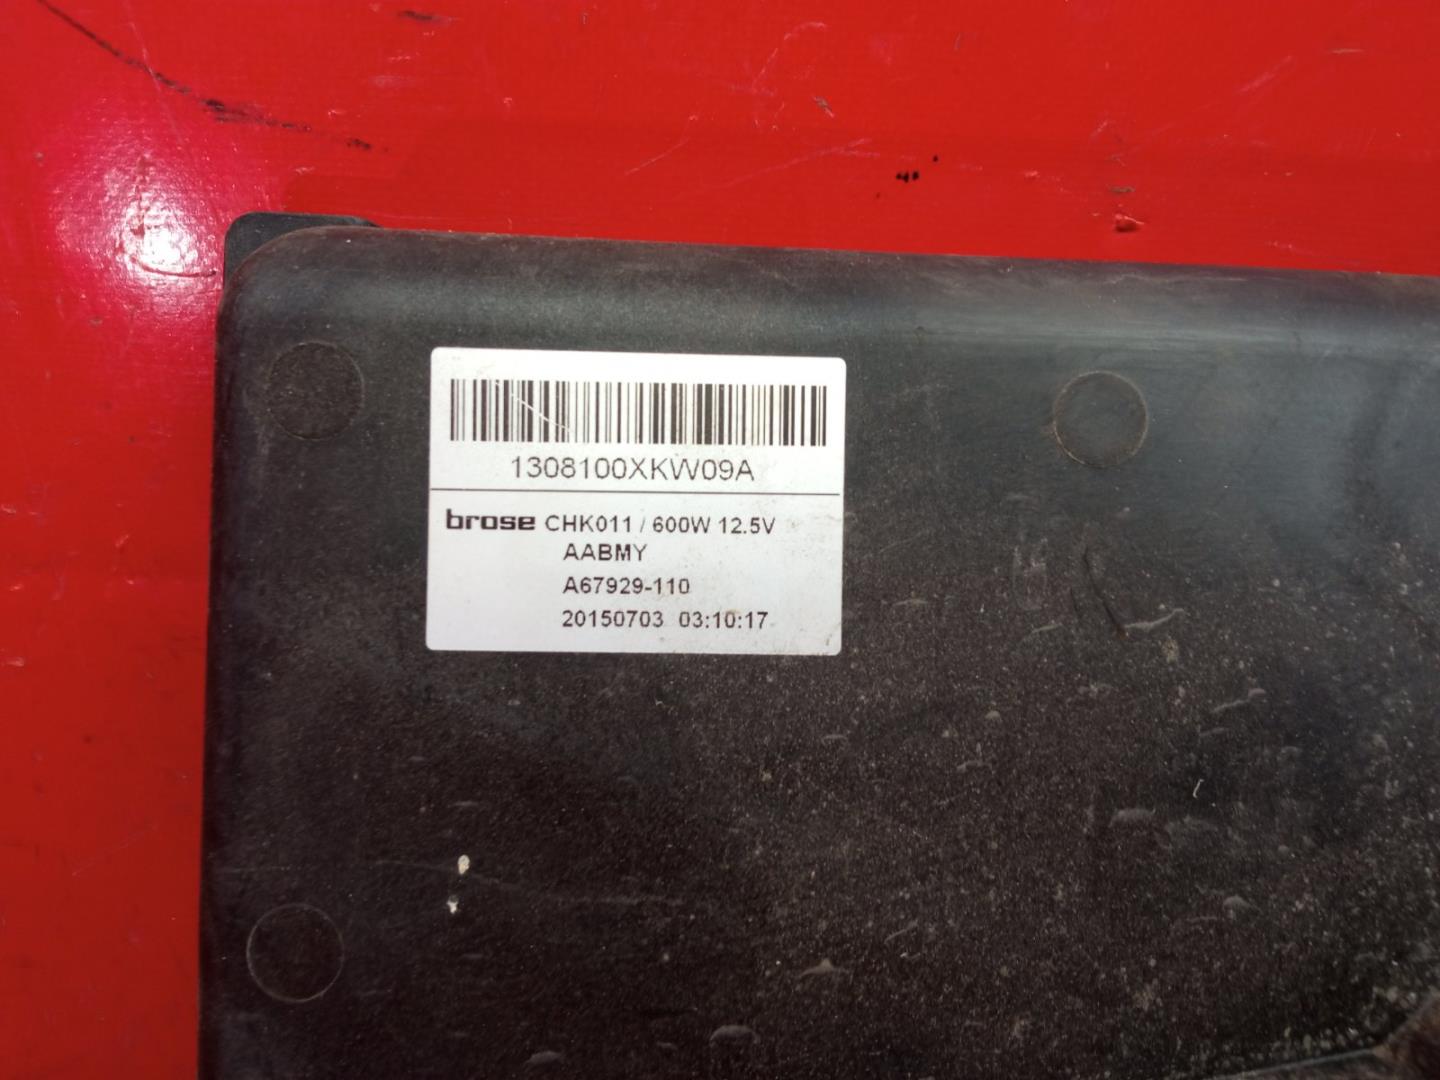 1308100XKW09A
brose CHK011 / 600W 12.5V
AABMY
A67929-110
20150703 03:10:17